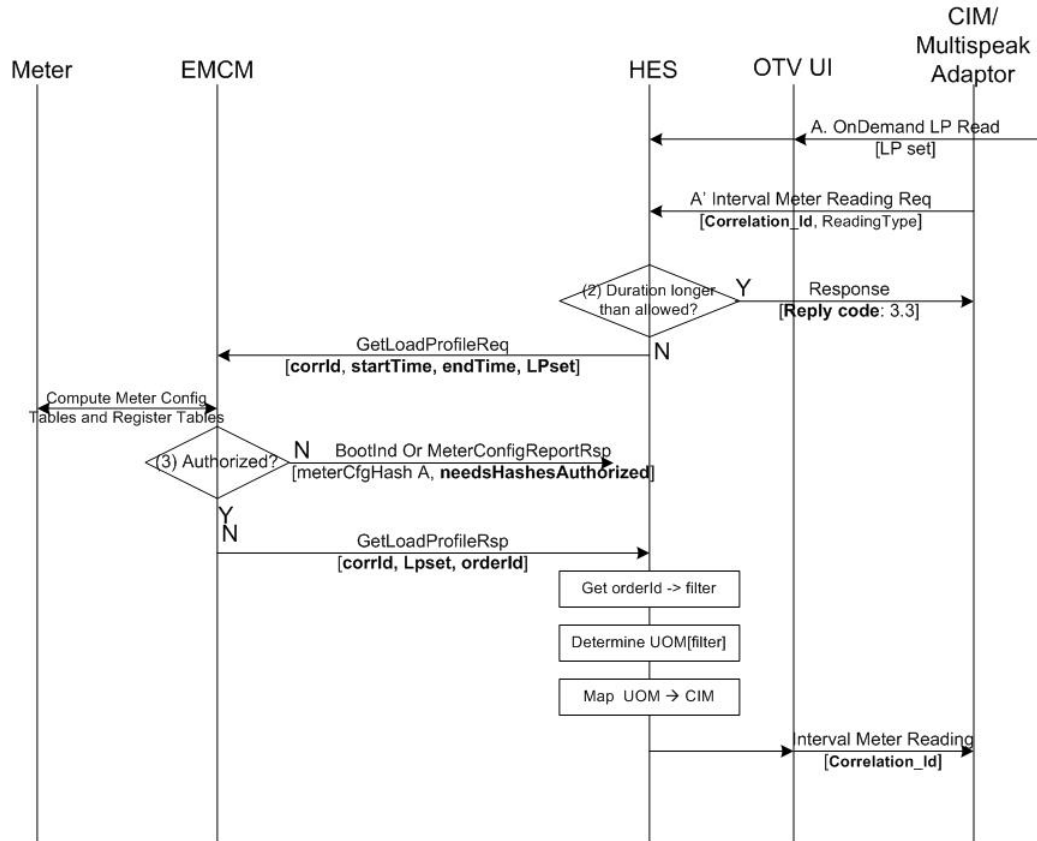 CIM/
Multispeak
Adaptor
Meter
EMCM
HES
OTV UI
A. OnDemand LP Read
[LP set]
A' Interval Meter Reading Req
[Correlation_Id, ReadingType]
(2) Duration longer
than allowed?
Y
Response
[Reply code: 3.3]
N
GetLoadProfileReq
[corrId, startTime, endTime, LPset]
Compute Meter Config
Tables and Register Tables
(3) Authorized?
N
BootInd Or MeterConfigReportRsp
[meterCfgHash A, needsHashesAuthorized]
Y
N
GetLoadProfileRsp
[corrId, Lpset, orderId]
Get orderId -> filter
Determine UOM[filter]
Map UOM → CIM
Interval Meter Reading
[Correlation_Id]